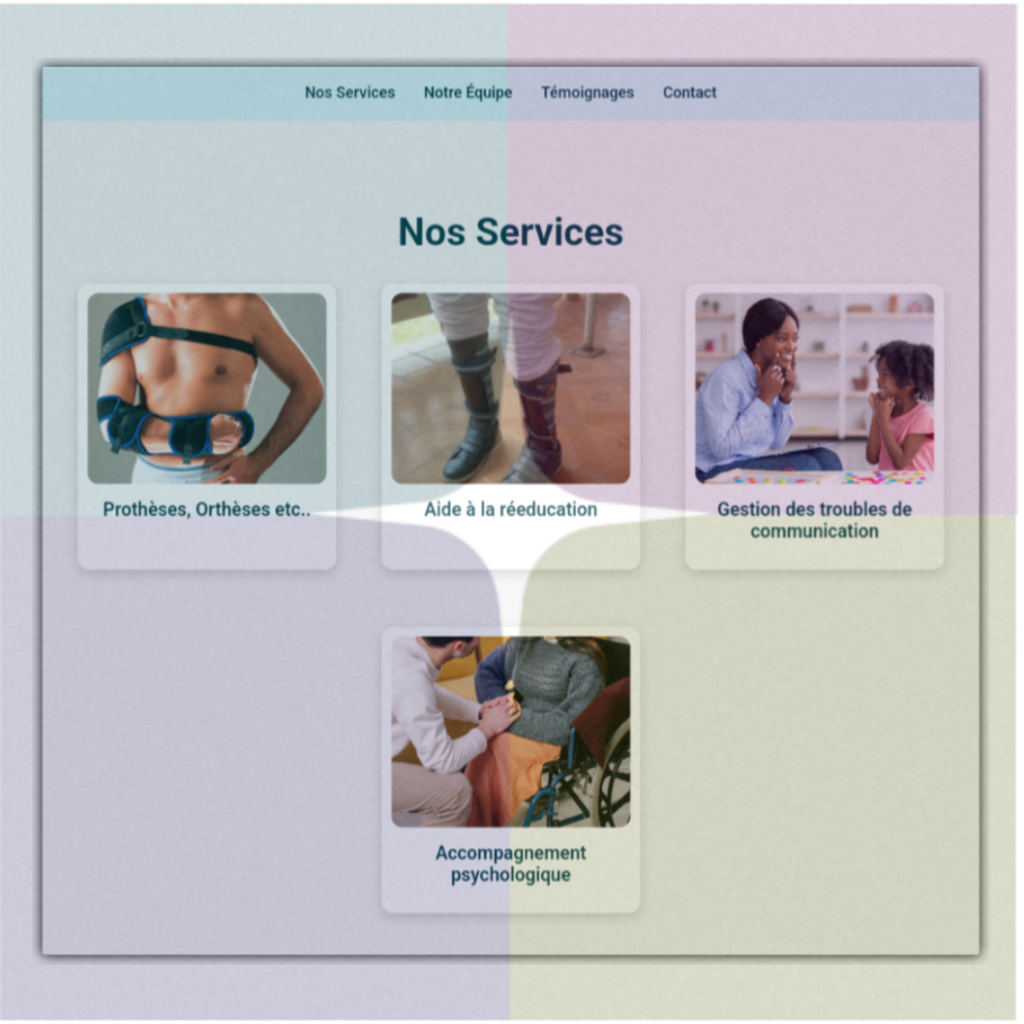 Nos Services Notre Équipe Témoignages Contact
Nos Services
Prothèses, Orthèses etc..
Aide à la rééducation
Gestion des troubles de
communication
Accompagnement
psychologique